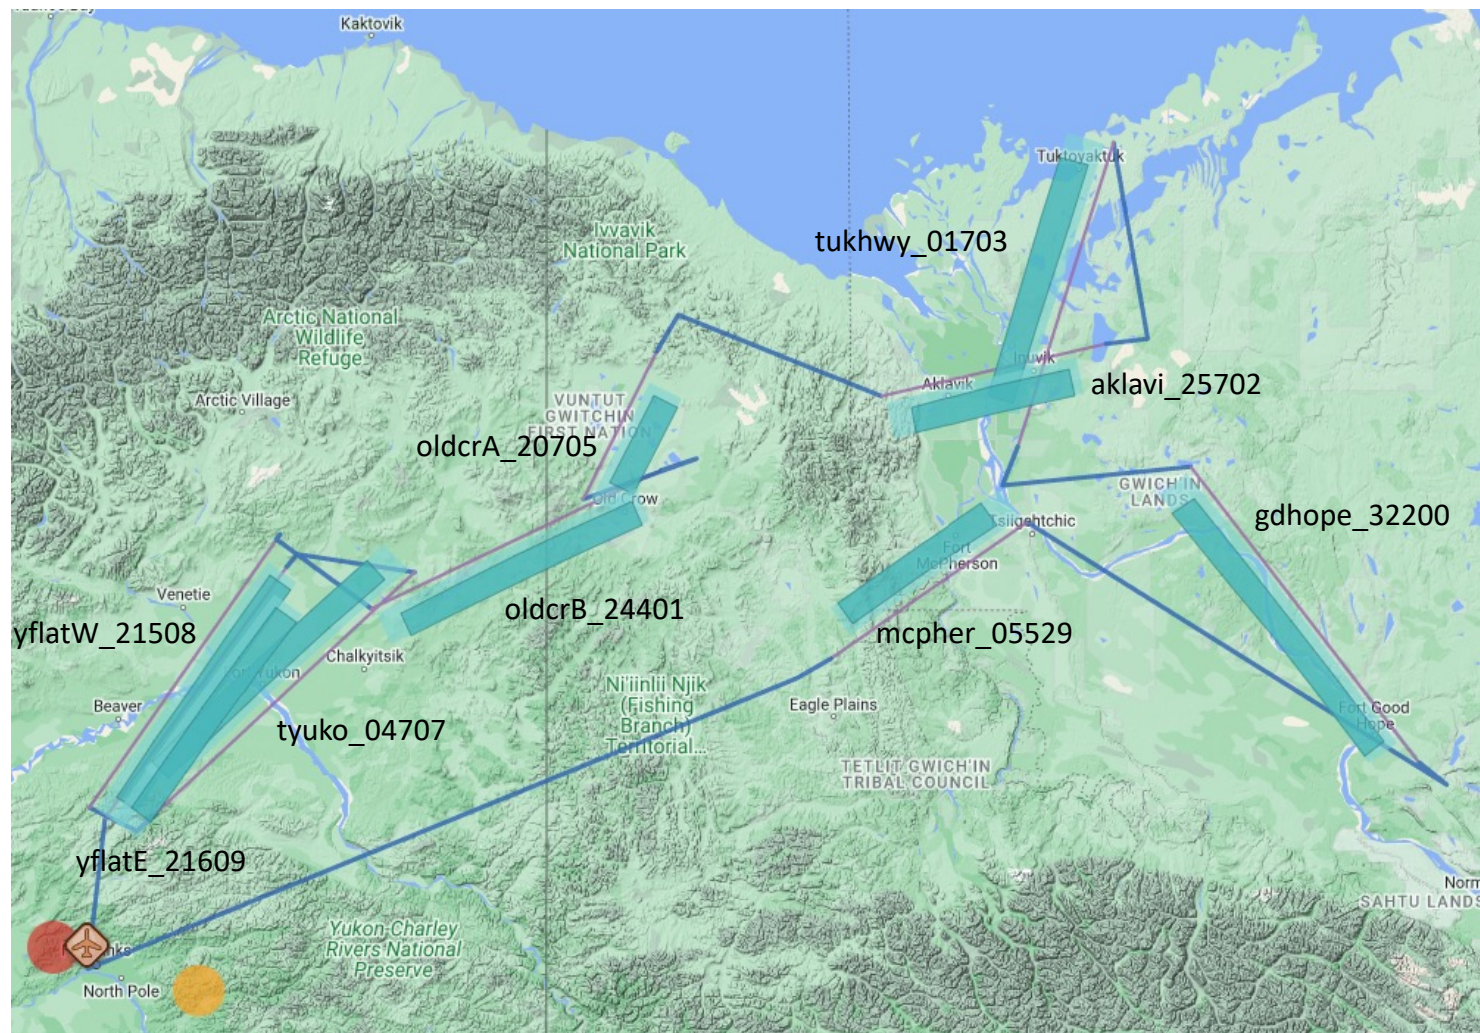 Kaktovik
Tuktoyaktuk
Ivvavik
National Park
tukhwy_01703
Arctic National
Wildlife
Refuge
Inuvik
Aklavik
aklavi_25702
Arctic Village
VUNTUT
GWITCHIN
FIRST NATION
oldcrA_20705
Old Crow
GWICH'IN
LANDS
gdhope_32200
Tsiigehtchic
Fort
McPherson
Venetie
oldcrB_24401
yflatW_21508
mcpher_05529
Chalkyitsik
Yukon
Ni'iinlii Njik
(Fishing
Branch)
Territorial...
Beaver
Eagle Plains
Fort Good
Hope
tyuko_04707
TETLIT GWICH'IN
TRIBAL COUNCIL
yflatE_21609
Norm
SAHTU LANDS
Yukon-Charley
Rivers National
Preserve
North Pole